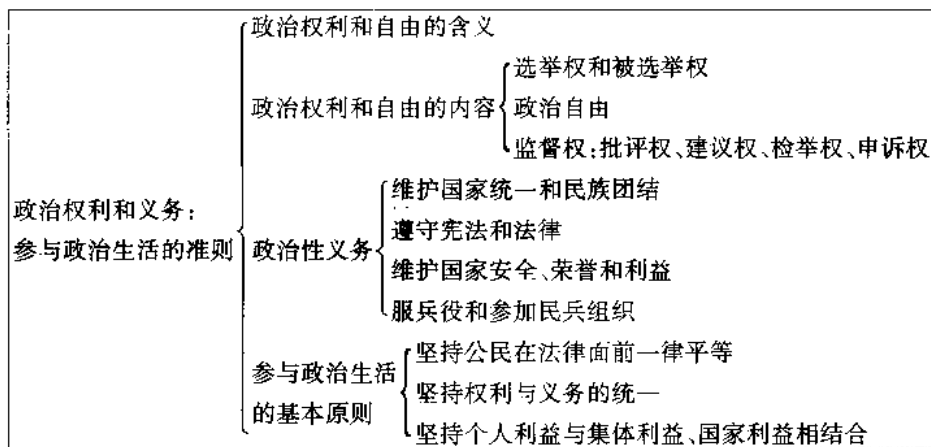 政治权利和义务:
参与政治生活的准则
政治权利和自由的含义
政治权利和自由的内容
选举权和被选举权
政治自由
监督权:批评权、建议权、检举权、申诉权
政治性义务
维护国家统一和民族团结
遵守宪法和法律
维护国家安全、荣誉和利益
服兵役和参加民兵组织
参与政治生活
的基本原则
坚持公民在法律面前一律平等
坚持权利与义务的统一
坚持个人利益与集体利益、国家利益相结合